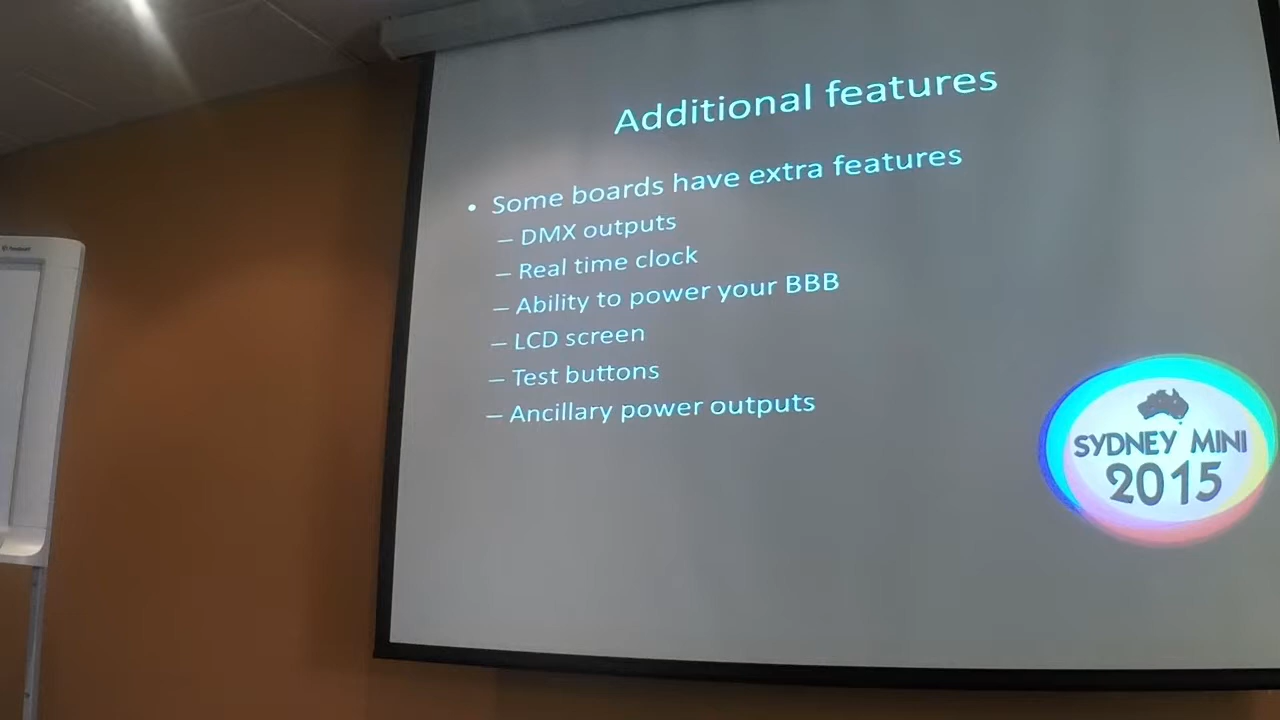 Additional features
• Some boards have extra features
– DMX outputs
– Real time clock
– Ability to power your BBB
– LCD screen
– Test buttons
– Ancillary power outputs
SYDNEY MINI
2015